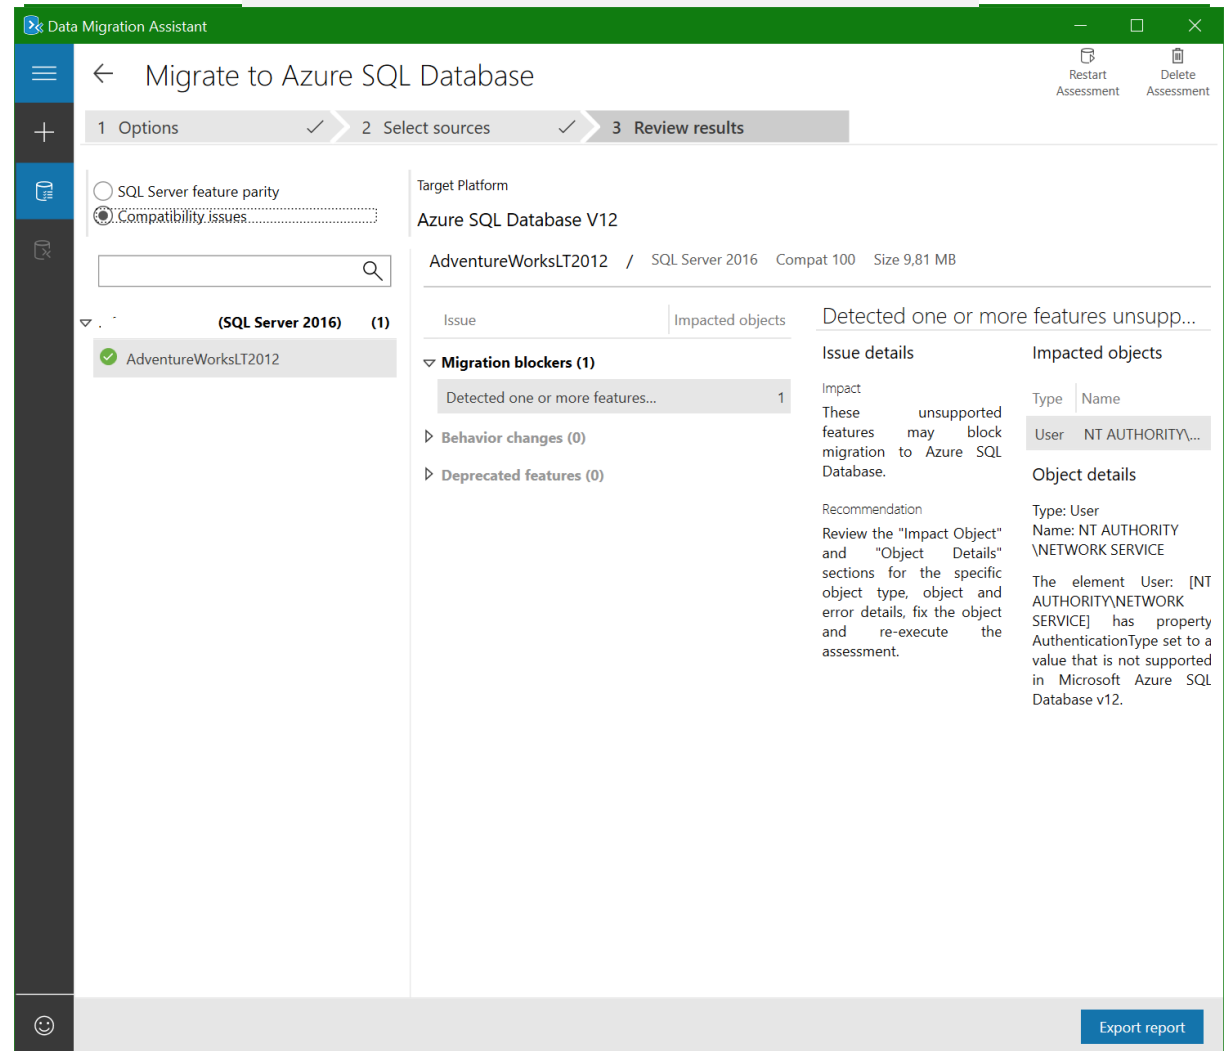 Data Migration Assistant
Migrate to Azure SQL Database
Restart
Assessment
Delete
Assessment
1 Options
2 Select sources
3 Review results
SQL Server feature parity
Compatibility issues
(SQL Server 2016) (1)
AdventureWorksLT2012
Target Platform
Azure SQL Database V12
AdventureWorksLT2012 / SQL Server 2016 Compat 100 Size 9,81 MB
Issue Impacted objects
Migration blockers (1)
Detected one or more features... 1
Behavior changes (0)
Deprecated features (0)
Detected one or more features unsupp...
Issue details
Impact
These unsupported
features may block
migration to Azure SQL
Database.
Recommendation
Review the "Impact Object"
and "Object Details"
sections for the specific
object type, object and
error details, fix the object
and re-execute the
assessment.
Impacted objects
Type Name
User NT AUTHORITY\...
Object details
Type: User
Name: NT AUTHORITY
\NETWORK SERVICE
The element User: [NT
AUTHORITY\NETWORK
SERVICE] has property
AuthenticationType set to a
value that is not supported
in Microsoft Azure SQL
Database v12.
Export report